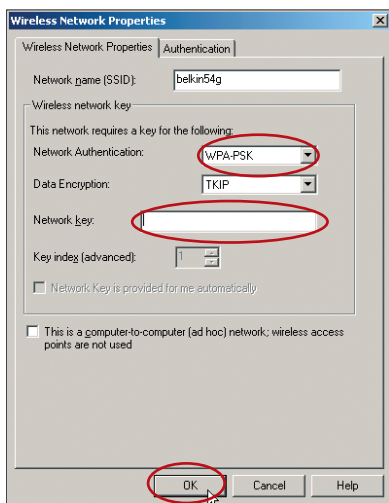 Wireless Network Properties
Wireless Network Properties Authentication
Network name (SSID): belkin54g
Wireless network key
This network requires a key for the following:
Network Authentication: WPA-PSK
Data Encryption: TKIP
Network key:
Key index (advanced): 1
Network Key is provided for me automatically
This is a computer-to-computer (ad hoc) network; wireless access
points are not used
OK Cancel Help